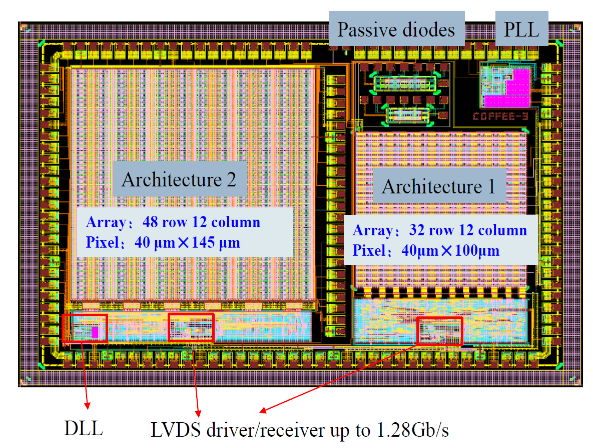 Passive diodes
PLL
COFFEE-3
Architecture 2
Array：48 row 12 column
Pixel：40 μm×145 μm
Architecture 1
Array：32 row 12 column
Pixel：40μm×100μm
DLL
LVDS driver/receiver up to 1.28Gb/s